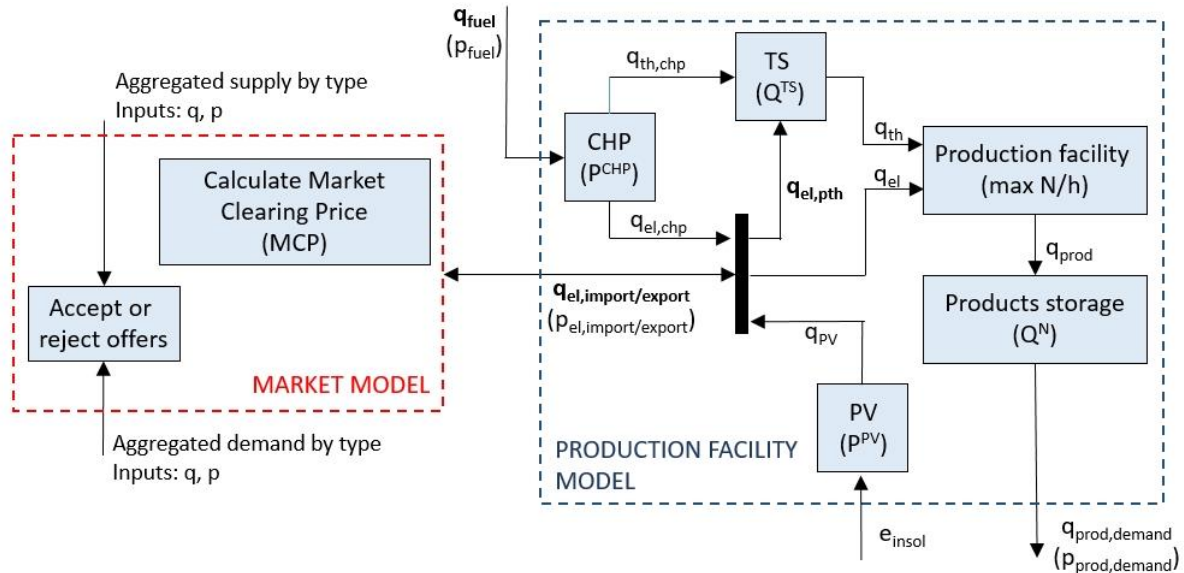 Aggregated supply by type
Inputs: q, p
Calculate Market
Clearing Price
(MCP)
Accept or
reject offers
MARKET MODEL
Aggregated demand by type
Inputs: q, p
q_fuel
(p_fuel)
q_th,chp
TS
(Q^TS)
CHP
(P^CHP)
q_th
Production facility
(max N/h)
q_el
q_el,pth
q_el,chp
q_prod
q_el,import/export
(p_el,import/export)
Products storage
(Q^N)
q_PV
PV
(P^PV)
PRODUCTION FACILITY
MODEL
e_insol
q_prod,demand
(p_prod,demand)